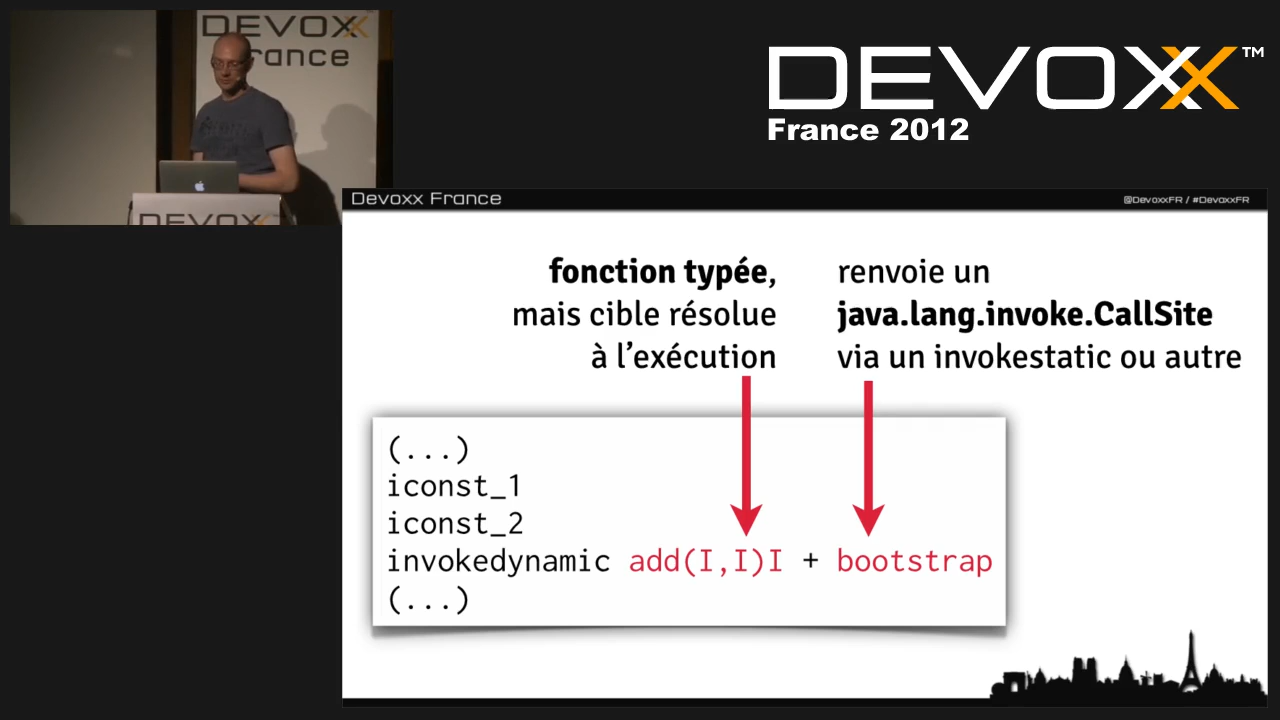 DEVOXX
France
DEVOXX
DEVOXX™
France 2012
Devoxx France
@DevoxxFR / #DevoxxFR
fonction typée,
mais cible résolue
à l’exécution
renvoie un
java.lang.invoke.CallSite
via un invokestatic ou autre
(...)
iconst_1
iconst_2
invokedynamic add(I,I)I + bootstrap
(...)